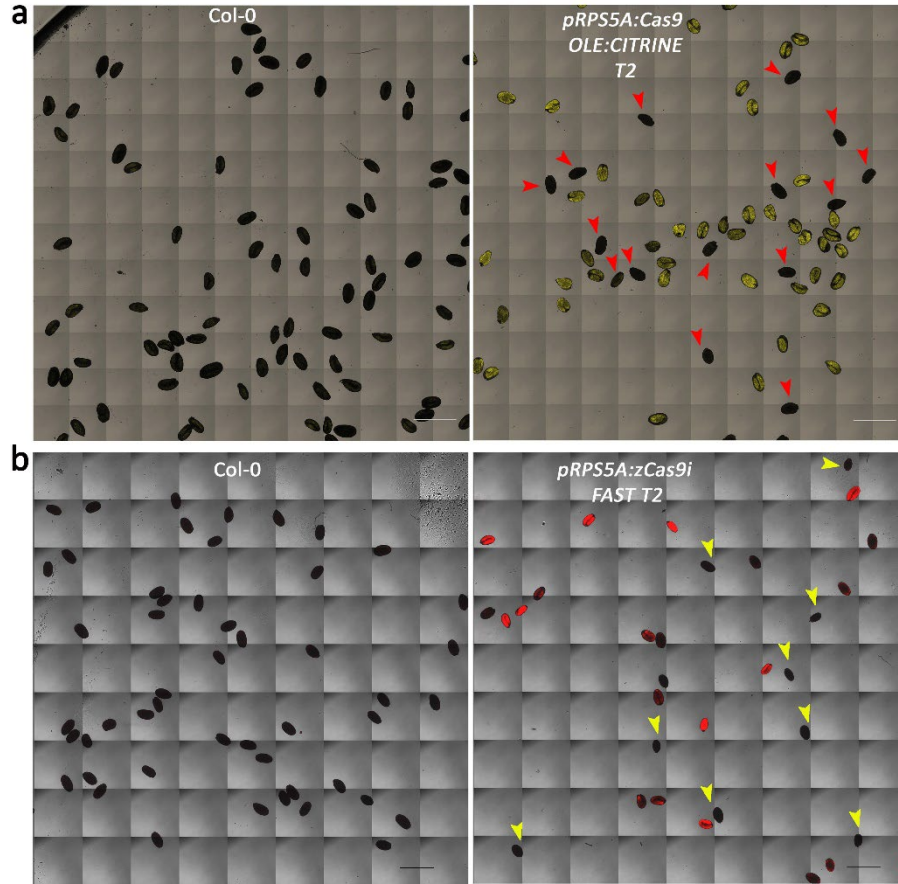 a
Col-0
pRPS5A:Cas9
OLE:CITRINE
T2
b
Col-0
pRPS5A:zCas9i
FAST T2